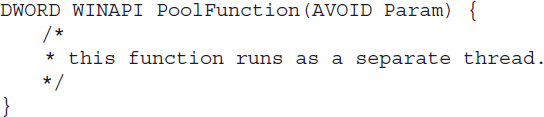 DWORD WINAPI PoolFunction(AVOID Param) {
/*
* this function runs as a separate thread.
*/
}